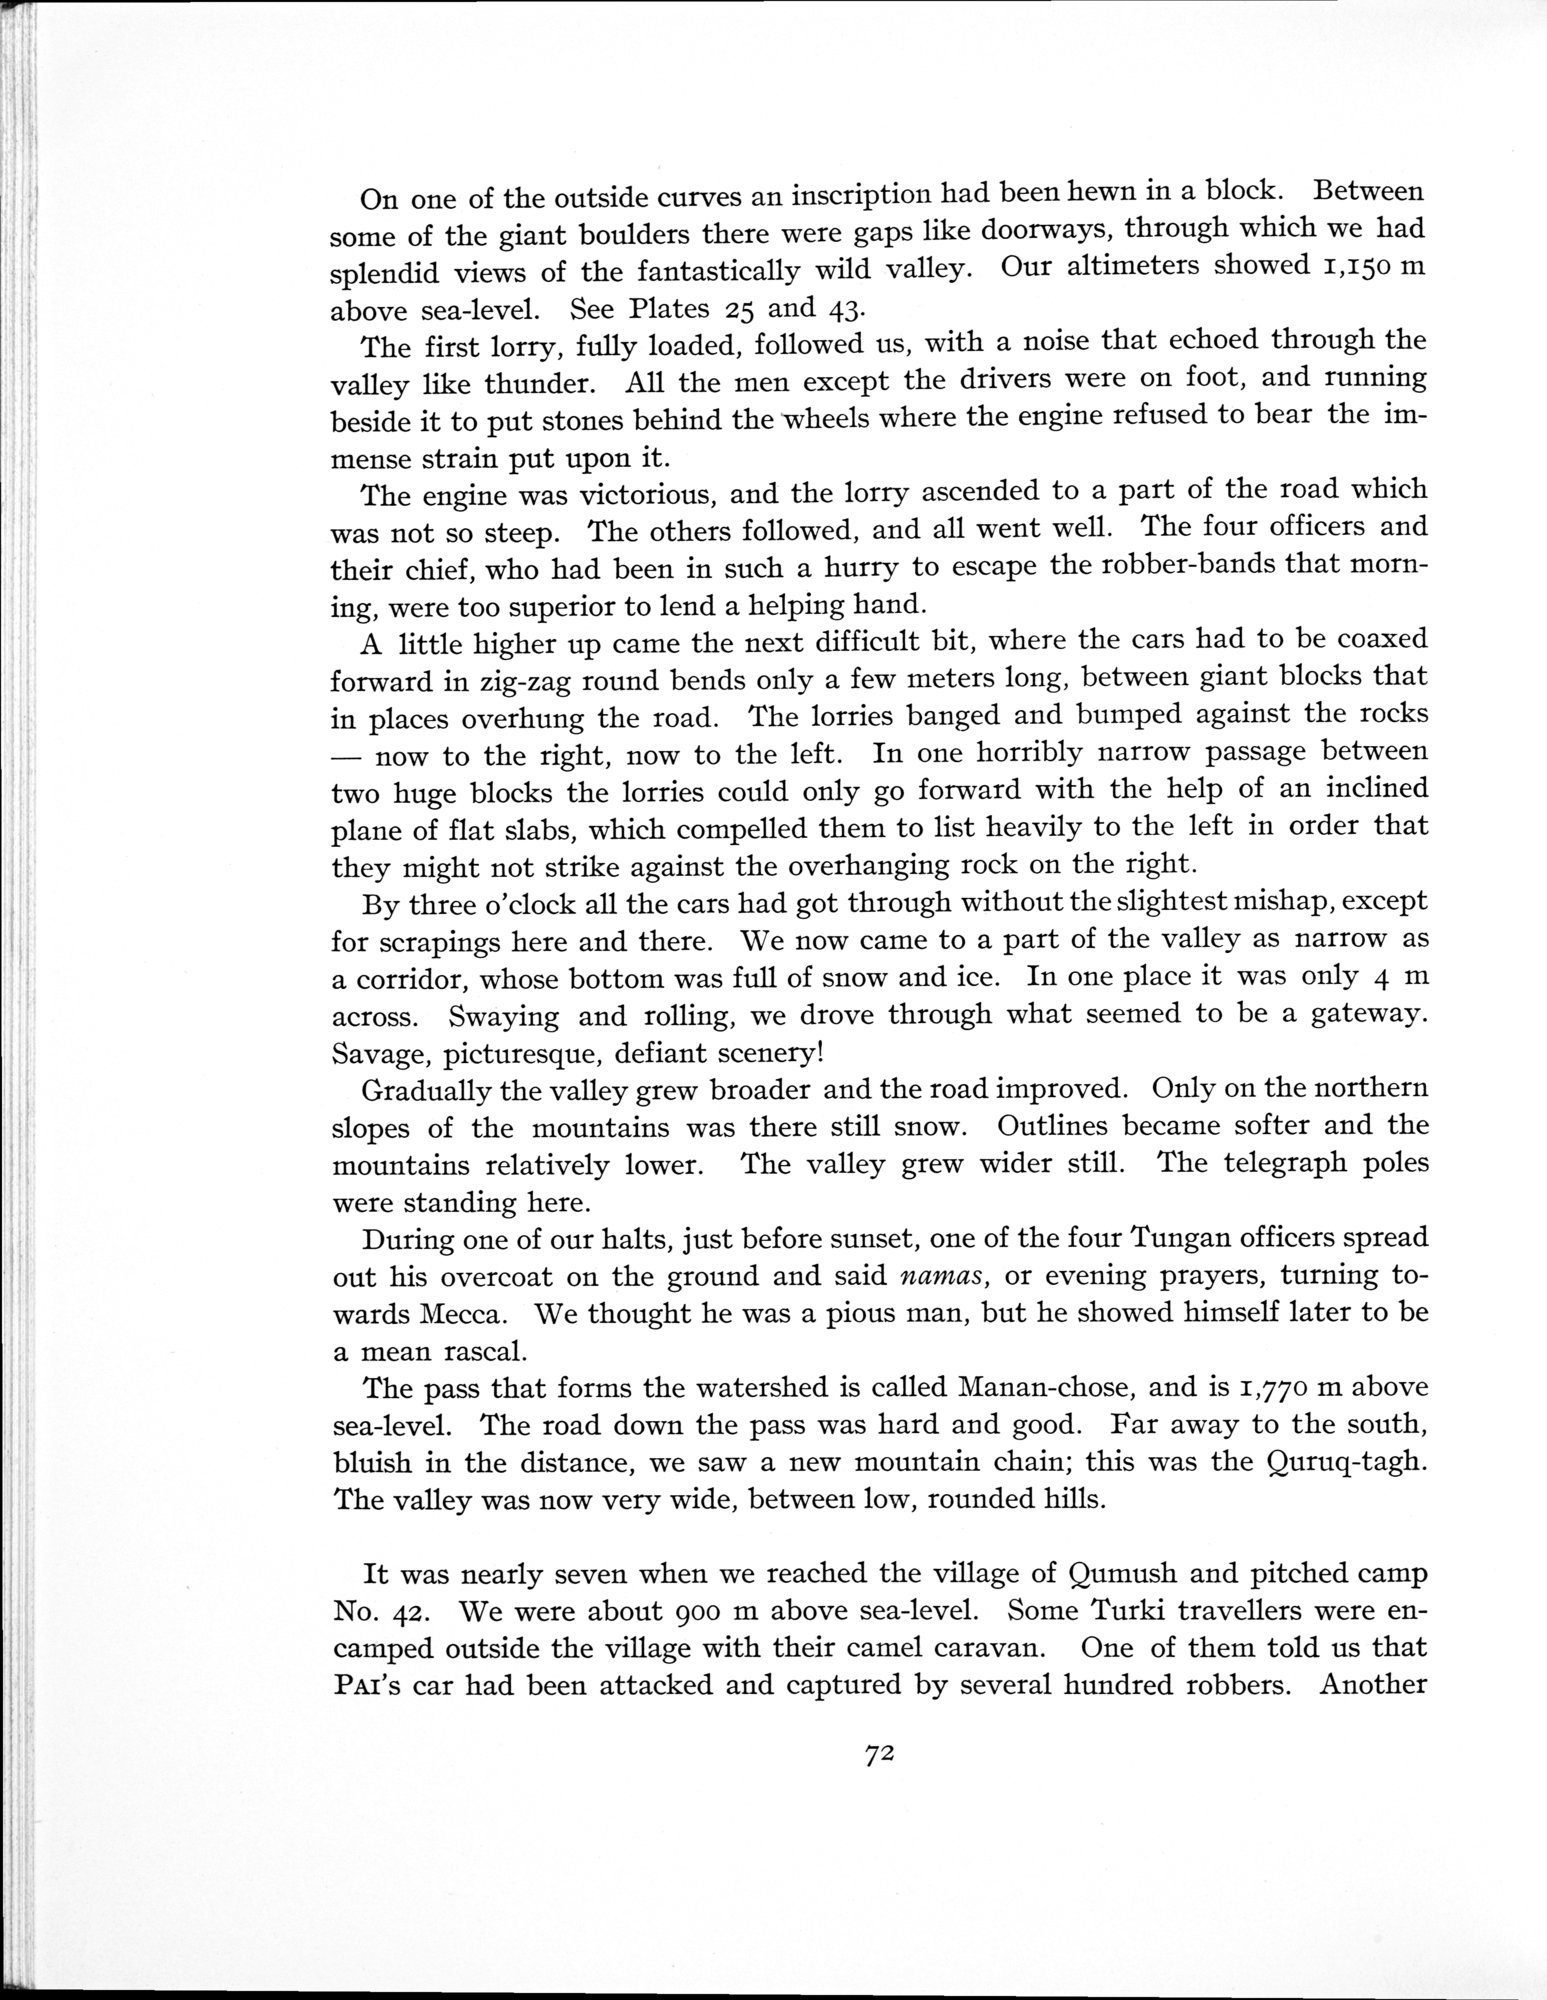 On one of the outside curves an inscription had been hewn in a block. Between
some of the giant boulders there were gaps like doorways, through which we had
splendid views of the fantastically wild valley. Our altimeters showed 1,150 m
above sea-level. See Plates 25 and 43.
The first lorry, fully loaded, followed us, with a noise that echoed through the
valley like thunder. All the men except the drivers were on foot, and running
beside it to put stones behind the wheels where the engine refused to bear the im-
mense strain put upon it.
The engine was victorious, and the lorry ascended to a part of the road which
was not so steep. The others followed, and all went well. The four officers and
their chief, who had been in such a hurry to escape the robber-bands that morn-
ing, were too superior to lend a helping hand.
A little higher up came the next difficult bit, where the cars had to be coaxed
forward in zig-zag round bends only a few meters long, between giant blocks that
in places overhung the road. The lorries banged and bumped against the rocks
— now to the right, now to the left. In one horribly narrow passage between
two huge blocks the lorries could only go forward with the help of an inclined
plane of flat slabs, which compelled them to list heavily to the left in order that
they might not strike against the overhanging rock on the right.
By three o'clock all the cars had got through without the slightest mishap, except
for scrapings here and there. We now came to a part of the valley as narrow as
a corridor, whose bottom was full of snow and ice. In one place it was only 4 m
across. Swaying and rolling, we drove through what seemed to be a gateway.
Savage, picturesque, defiant scenery!
Gradually the valley grew broader and the road improved. Only on the northern
slopes of the mountains was there still snow. Outlines became softer and the
mountains relatively lower. The valley grew wider still. The telegraph poles
were standing here.
During one of our halts, just before sunset, one of the four Tungan officers spread
out his overcoat on the ground and said namas, or evening prayers, turning to-
wards Mecca. We thought he was a pious man, but he showed himself later to be
a mean rascal.
The pass that forms the watershed is called Manan-chose, and is 1,770 m above
sea-level. The road down the pass was hard and good. Far away to the south,
bluish in the distance, we saw a new mountain chain; this was the Quruq-tagh.
The valley was now very wide, between low, rounded hills.
It was nearly seven when we reached the village of Qumush and pitched camp
No. 42. We were about 900 m above sea-level. Some Turki travellers were en-
camped outside the village with their camel caravan. One of them told us that
PAI's car had been attacked and captured by several hundred robbers. Another
72